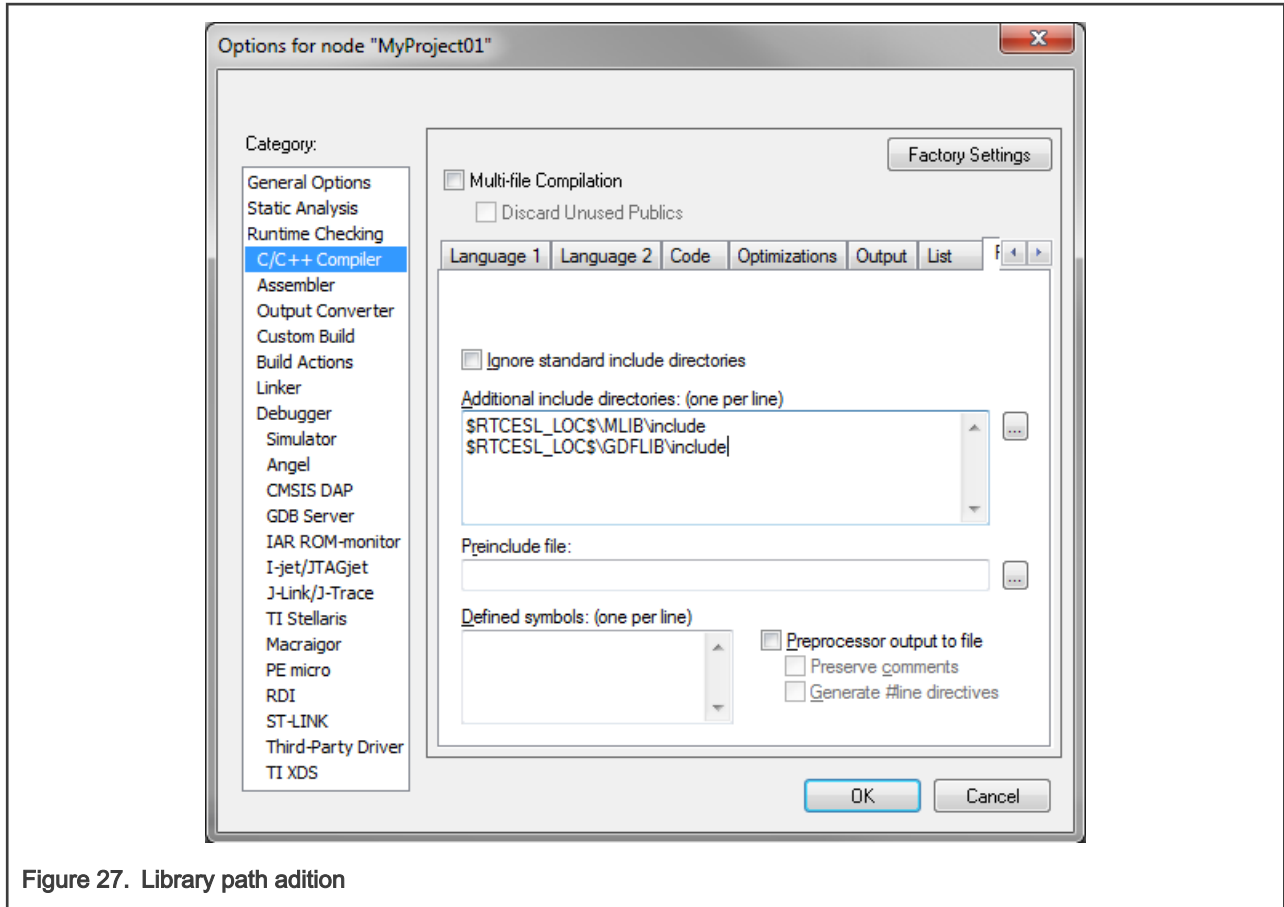 Options for node "MyProject01"
Category:
General Options
Static Analysis
Runtime Checking
C/C++ Compiler
Assembler
Output Converter
Custom Build
Build Actions
Linker
Debugger
Simulator
Angel
CMSIS DAP
GDB Server
IAR ROM-monitor
I-jet/JTAGjet
J-Link/J-Trace
TI Stellaris
Macraigor
PE micro
RDI
ST-LINK
Third-Party Driver
TI XDS
Factory Settings
Multi-file Compilation
Discard Unused Publics
Language 1 Language 2 Code Optimizations Output List
Ignore standard include directories
Additional include directories: (one per line)
$RTCESL_LOC$\MLIB\include
$RTCESL_LOC$\GDFLIB\include
...
Preinclude file:
...
Defined symbols: (one per line)
Preprocessor output to file
Preserve comments
Generate #line directives
OK Cancel
Figure 27. Library path adition